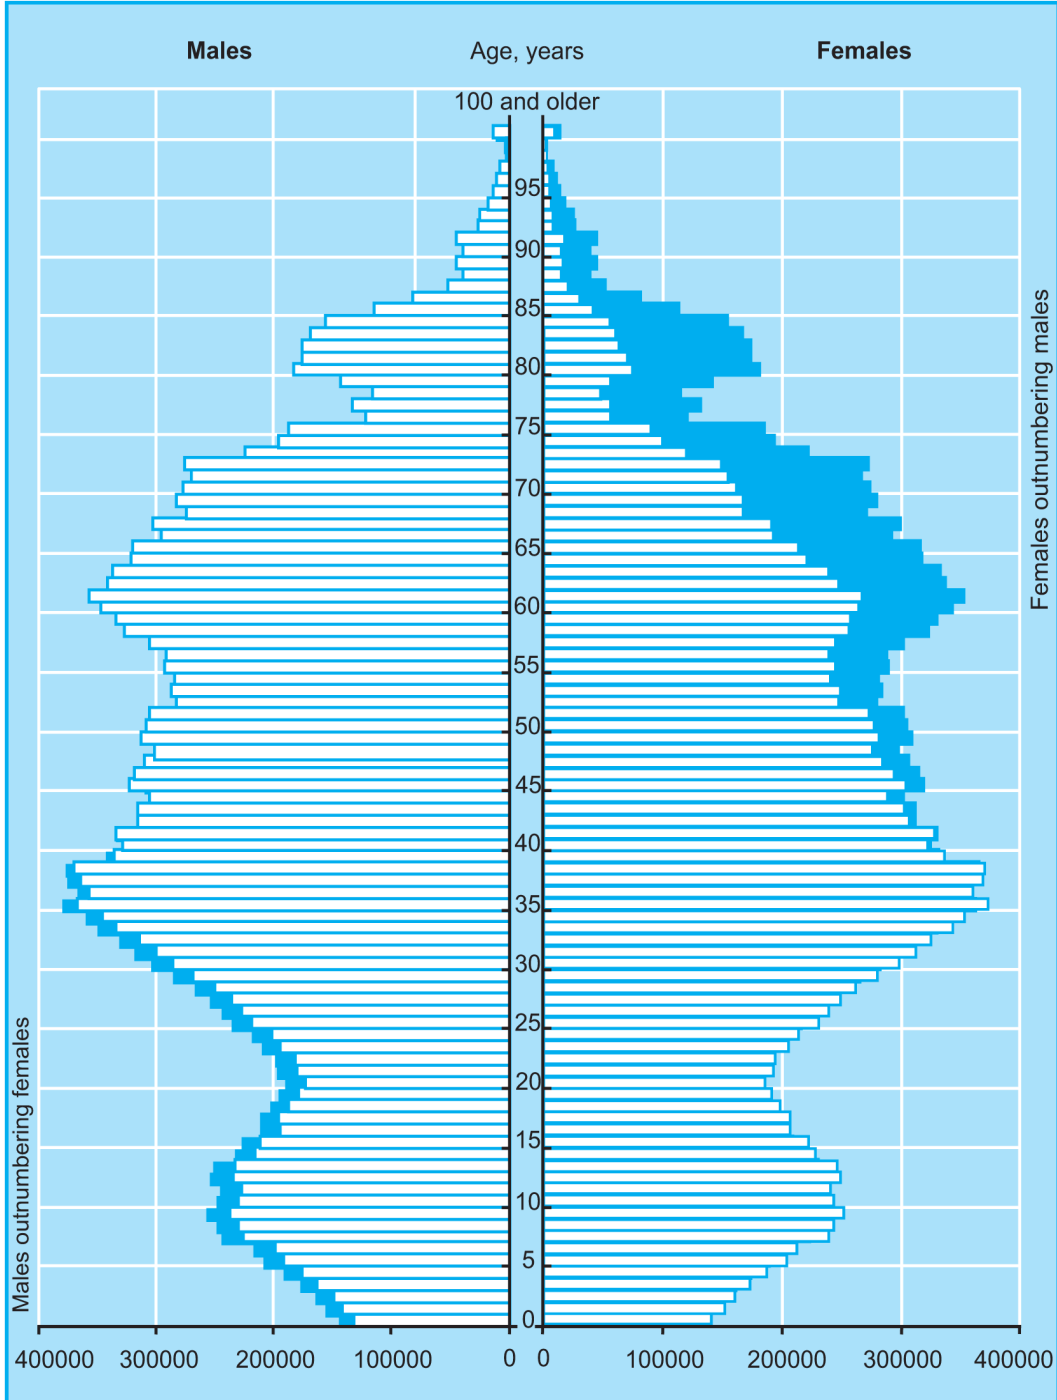 Males
Age, years
Females
100 and older
95
90
85
80
75
70
65
60
55
50
45
40
35
30
25
20
15
10
5
0
Males outnumbering females
Females outnumbering males
400000 300000 200000 100000 0 0 100000 200000 300000 400000